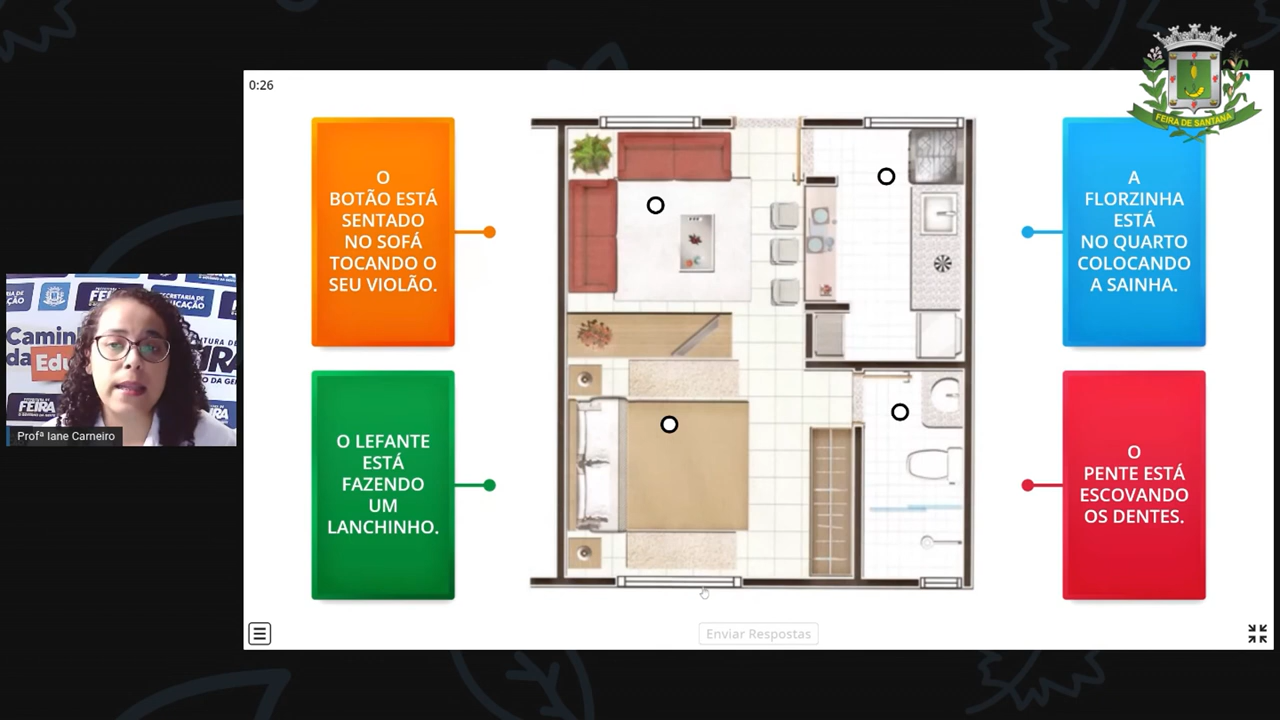 0:26
O
BOTÃO ESTÁ
SENTADO
NO SOFÁ
TOCANDO O
SEU VIOLÃO.
A
FLORZINHA
ESTÁ
NO QUARTO
COLOCANDO
A SAINHA.
O LEFANTE
ESTÁ
FAZENDO
UM
LANCHINHO.
O
PENTE ESTÁ
ESCOVANDO
OS DENTES.
Enviar Respostas
FEIRA DE SANTANA
Profª Iane Carneiro
FEIRA